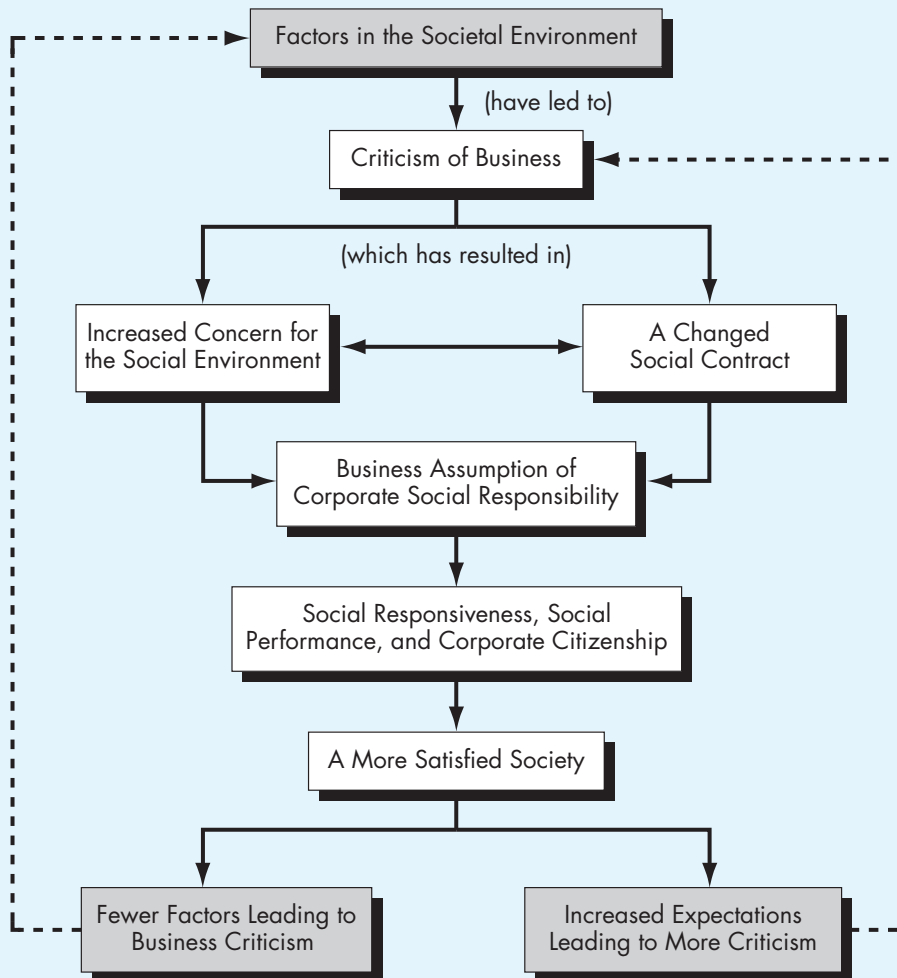 Factors in the Societal Environment
(have led to)
Criticism of Business
(which has resulted in)
Increased Concern for
the Social Environment
A Changed
Social Contract
Business Assumption of
Corporate Social Responsibility
Social Responsiveness, Social
Performance, and Corporate Citizenship
A More Satisfied Society
Fewer Factors Leading to
Business Criticism
Increased Expectations
Leading to More Criticism